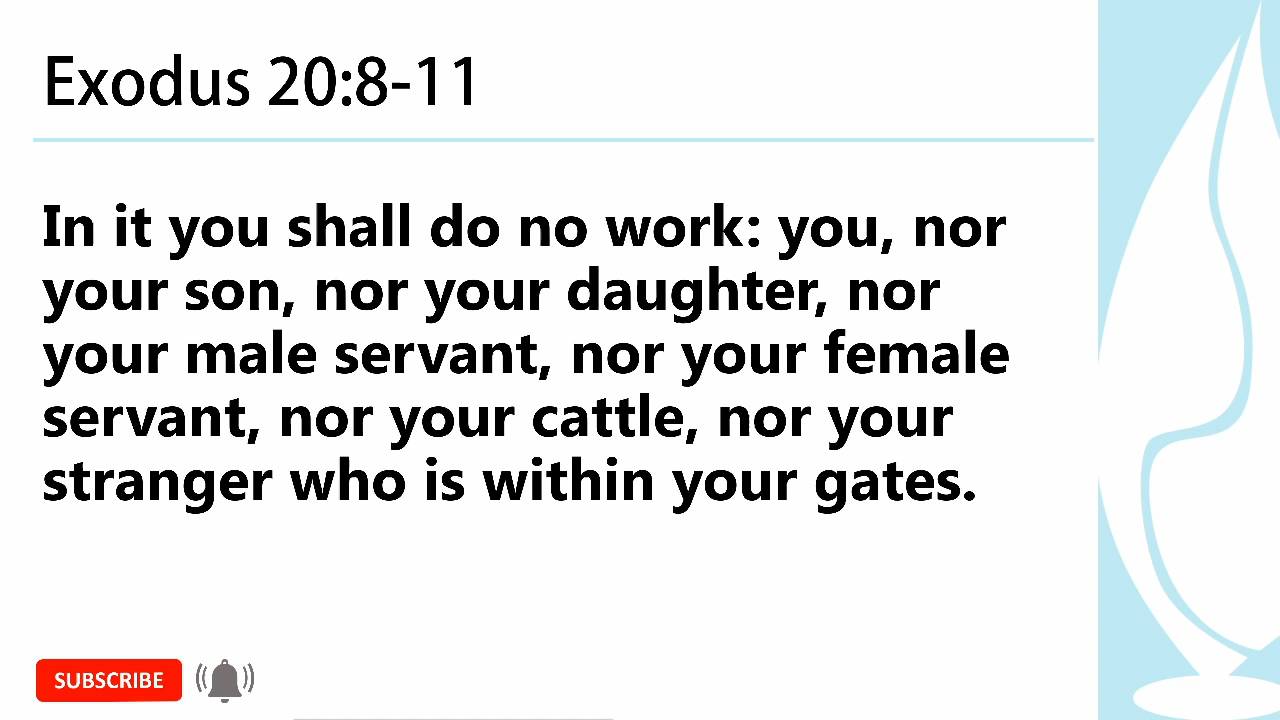 Exodus 20:8-11
In it you shall do no work: you, nor
your son, nor your daughter, nor
your male servant, nor your female
servant, nor your cattle, nor your
stranger who is within your gates.
SUBSCRIBE